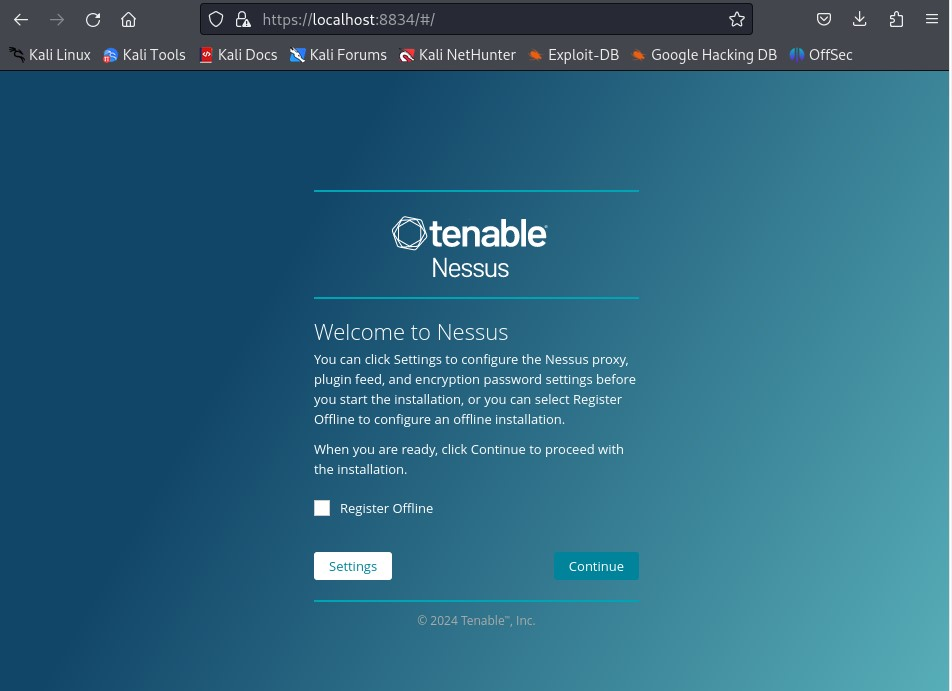 https://localhost:8834/#/
Kali Linux Kali Tools Kali Docs Kali Forums Kali NetHunter Exploit-DB Google Hacking DB OffSec
tenable
Nessus
Welcome to Nessus
You can click Settings to configure the Nessus proxy,
plugin feed, and encryption password settings before
you start the installation, or you can select Register
Offline to configure an offline installation.
When you are ready, click Continue to proceed with
the installation.
Register Offline
Settings Continue
© 2024 Tenable™, Inc.